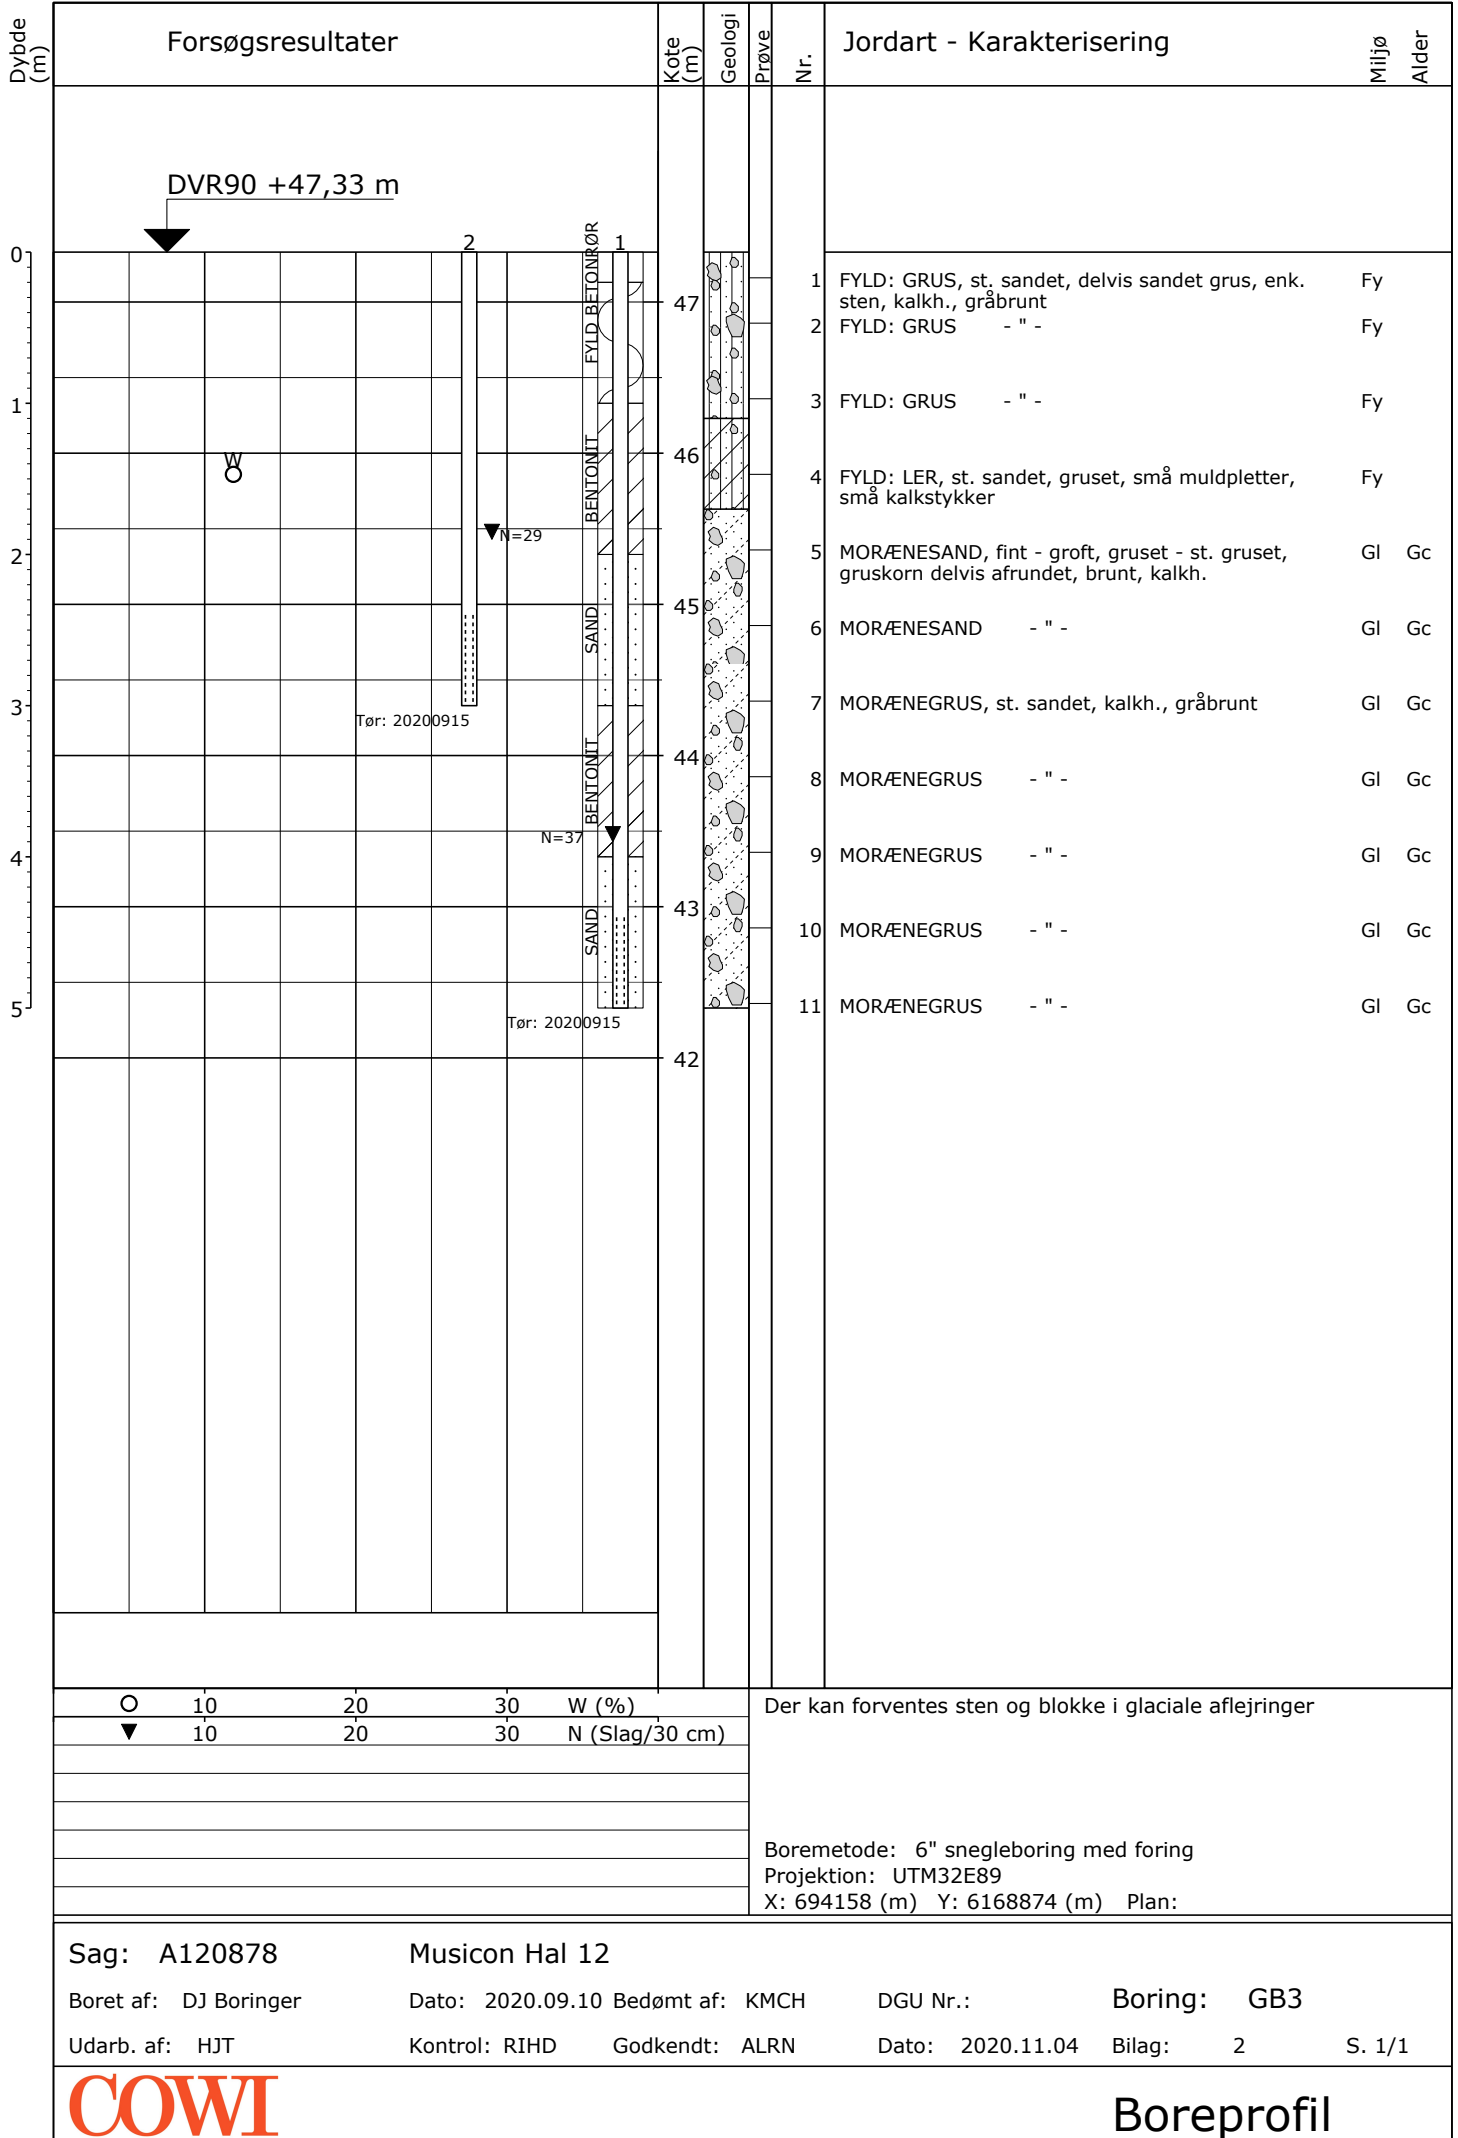 Dybde (m)
Forsøgsresultater
Kote (m)
Geologi
Prøve
Nr.
Jordart - Karakterisering
Miljø
Alder
DVR90 +47,33 m
0
1
2
3
4
5
2
1
FYLD BETONRØR
BENTONIT
SAND
BENTONIT
SAND
W
N=29
Tør: 20200915
N=37
Tør: 20200915
47
46
45
44
43
42
1 FYLD: GRUS, st. sandet, delvis sandet grus, enk. Fy
sten, kalkh., gråbrunt
2 FYLD: GRUS - " - Fy
3 FYLD: GRUS - " - Fy
4 FYLD: LER, st. sandet, gruset, små muldpletter, Fy
små kalkstykker
5 MORÆNESAND, fint - groft, gruset - st. gruset, Gl Gc
gruskorn delvis afrundet, brunt, kalkh.
6 MORÆNESAND - " - Gl Gc
7 MORÆNEGRUS, st. sandet, kalkh., gråbrunt Gl Gc
8 MORÆNEGRUS - " - Gl Gc
9 MORÆNEGRUS - " - Gl Gc
10 MORÆNEGRUS - " - Gl Gc
11 MORÆNEGRUS - " - Gl Gc
10 20 30 W (%)
10 20 30 N (Slag/30 cm)
Der kan forventes sten og blokke i glaciale aflejringer
Boremetode: 6" snegleboring med foring
Projektion: UTM32E89
X: 694158 (m) Y: 6168874 (m) Plan:
Sag: A120878 Musicon Hal 12
Boret af: DJ Boringer Dato: 2020.09.10 Bedømt af: KMCH DGU Nr.: Boring: GB3
Udarb. af: HJT Kontrol: RIHD Godkendt: ALRN Dato: 2020.11.04 Bilag: 2 S. 1/1
COWI
Boreprofil